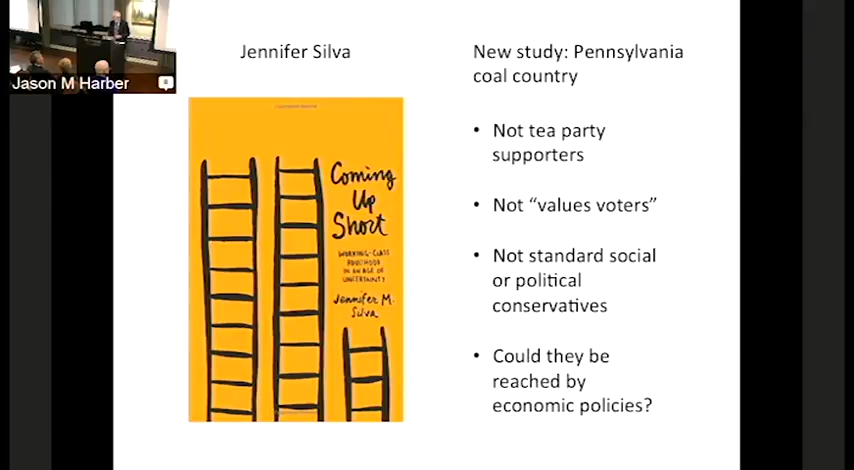 Jason M Harber
Jennifer Silva
Coming
Up
Short
WORKING-CLASS
ADULTHOOD
IN AN AGE OF
UNCERTAINTY
Jennifer M.
Silva
New study: Pennsylvania
coal country
• Not tea party
supporters
• Not “values voters”
• Not standard social
or political
conservatives
• Could they be
reached by
economic policies?